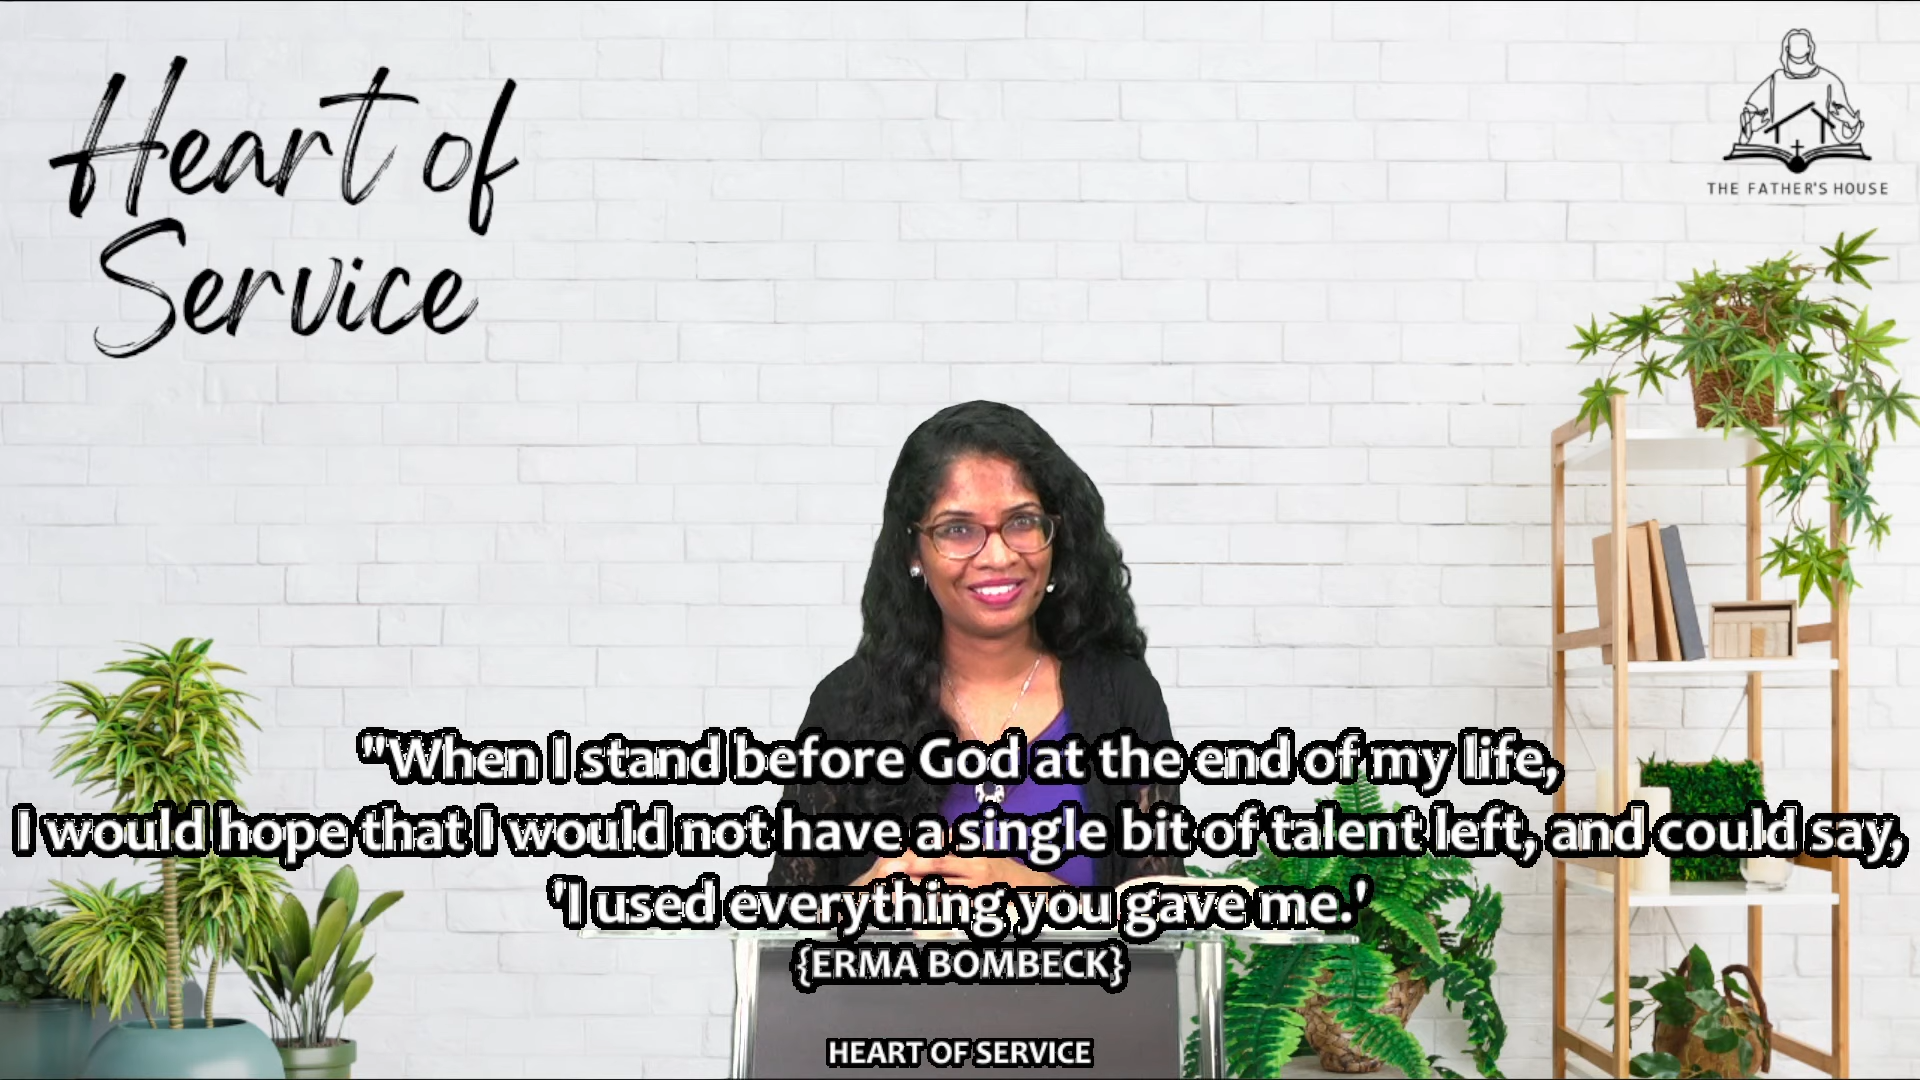 Heart of
Service
THE FATHER'S HOUSE
"When I stand before God at the end of my life,
I would hope that I would not have a single bit of talent left, and could say,
'I used everything you gave me.'
{ERMA BOMBECK}
HEART OF SERVICE